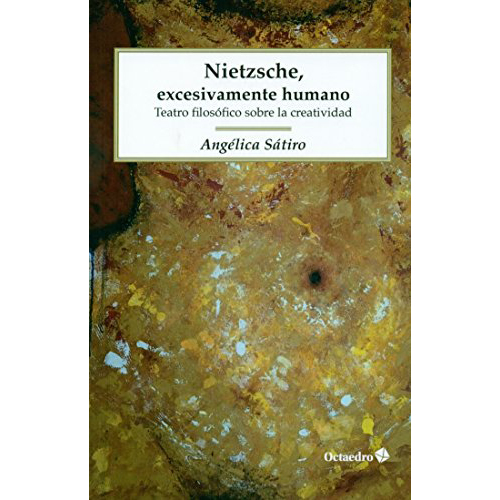 Nietzsche,
excesivamente humano
Teatro filosófico sobre la creatividad
Angélica Sátiro
Octaedro